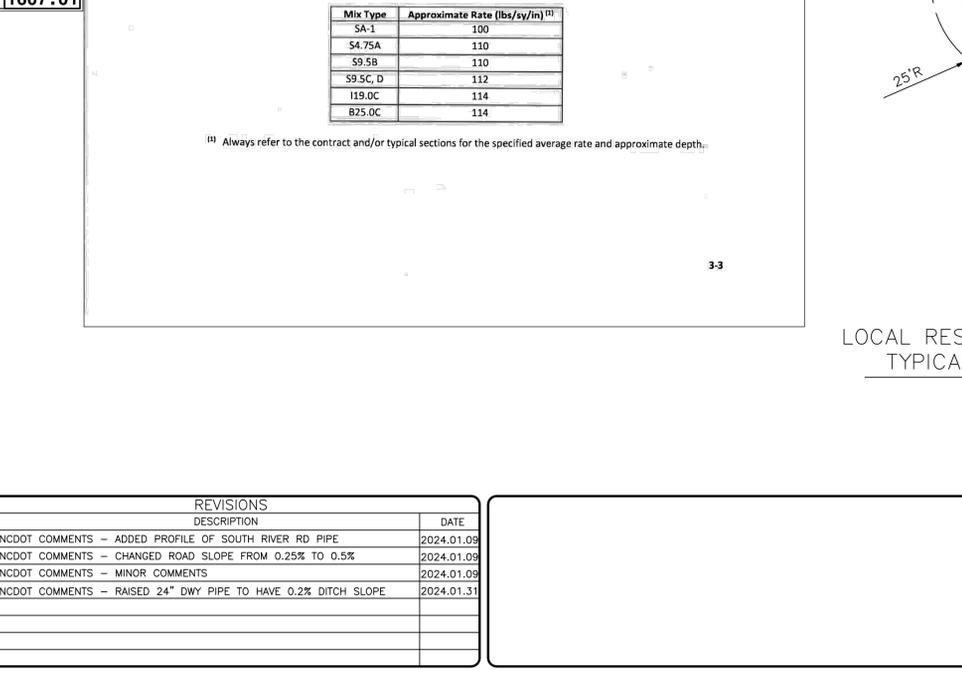 Mix Type Approximate Rate (lbs/sy/in) (1)
SA-1 100
S4.75A 110
S9.5B 110
S9.5C, D 112
I19.0C 114
B25.0C 114
(1) Always refer to the contract and/or typical sections for the specified average rate and approximate depth.
3-3
25'R
LOCAL RES
TYPICA
REVISIONS
DESCRIPTION DATE
NCDOT COMMENTS – ADDED PROFILE OF SOUTH RIVER RD PIPE 2024.01.09
NCDOT COMMENTS – CHANGED ROAD SLOPE FROM 0.25% TO 0.5% 2024.01.09
NCDOT COMMENTS – MINOR COMMENTS 2024.01.09
NCDOT COMMENTS – RAISED 24" DWY PIPE TO HAVE 0.2% DITCH SLOPE 2024.01.31